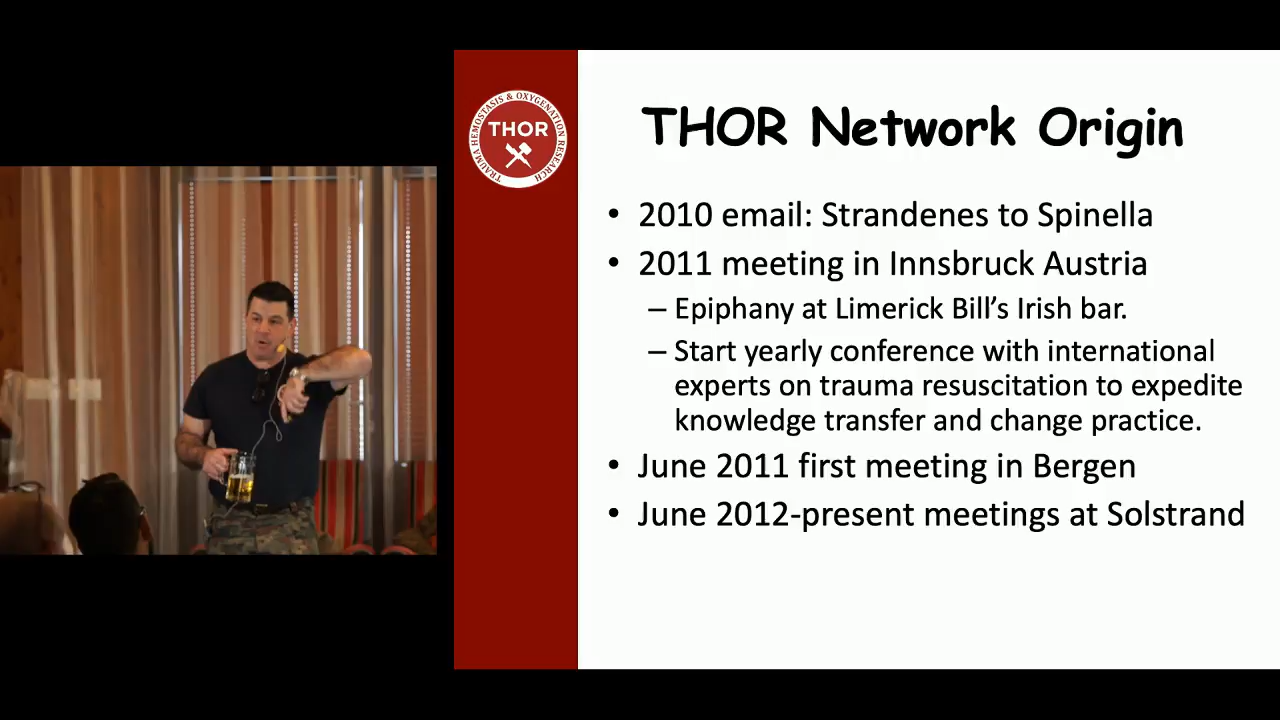 TRAUMA HEMOSTASIS & OXYGENATION RESEARCH
THOR
THOR Network Origin
• 2010 email: Strandenes to Spinella
• 2011 meeting in Innsbruck Austria
– Epiphany at Limerick Bill’s Irish bar.
– Start yearly conference with international
experts on trauma resuscitation to expedite
knowledge transfer and change practice.
• June 2011 first meeting in Bergen
• June 2012-present meetings at Solstrand